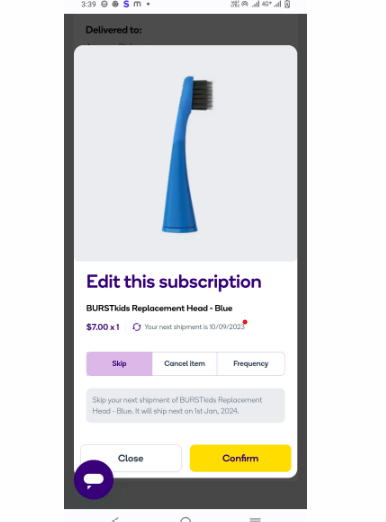 3:39
Delivered to:
Edit this subscription
BURSTkids Replacement Head - Blue
$7.00 x 1 Your next shipment is 10/09/2023
Skip Cancel item Frequency
Skip your next shipment of BURSTkids Replacement
Head - Blue. It will ship next on 1st Jan, 2024.
Close Confirm